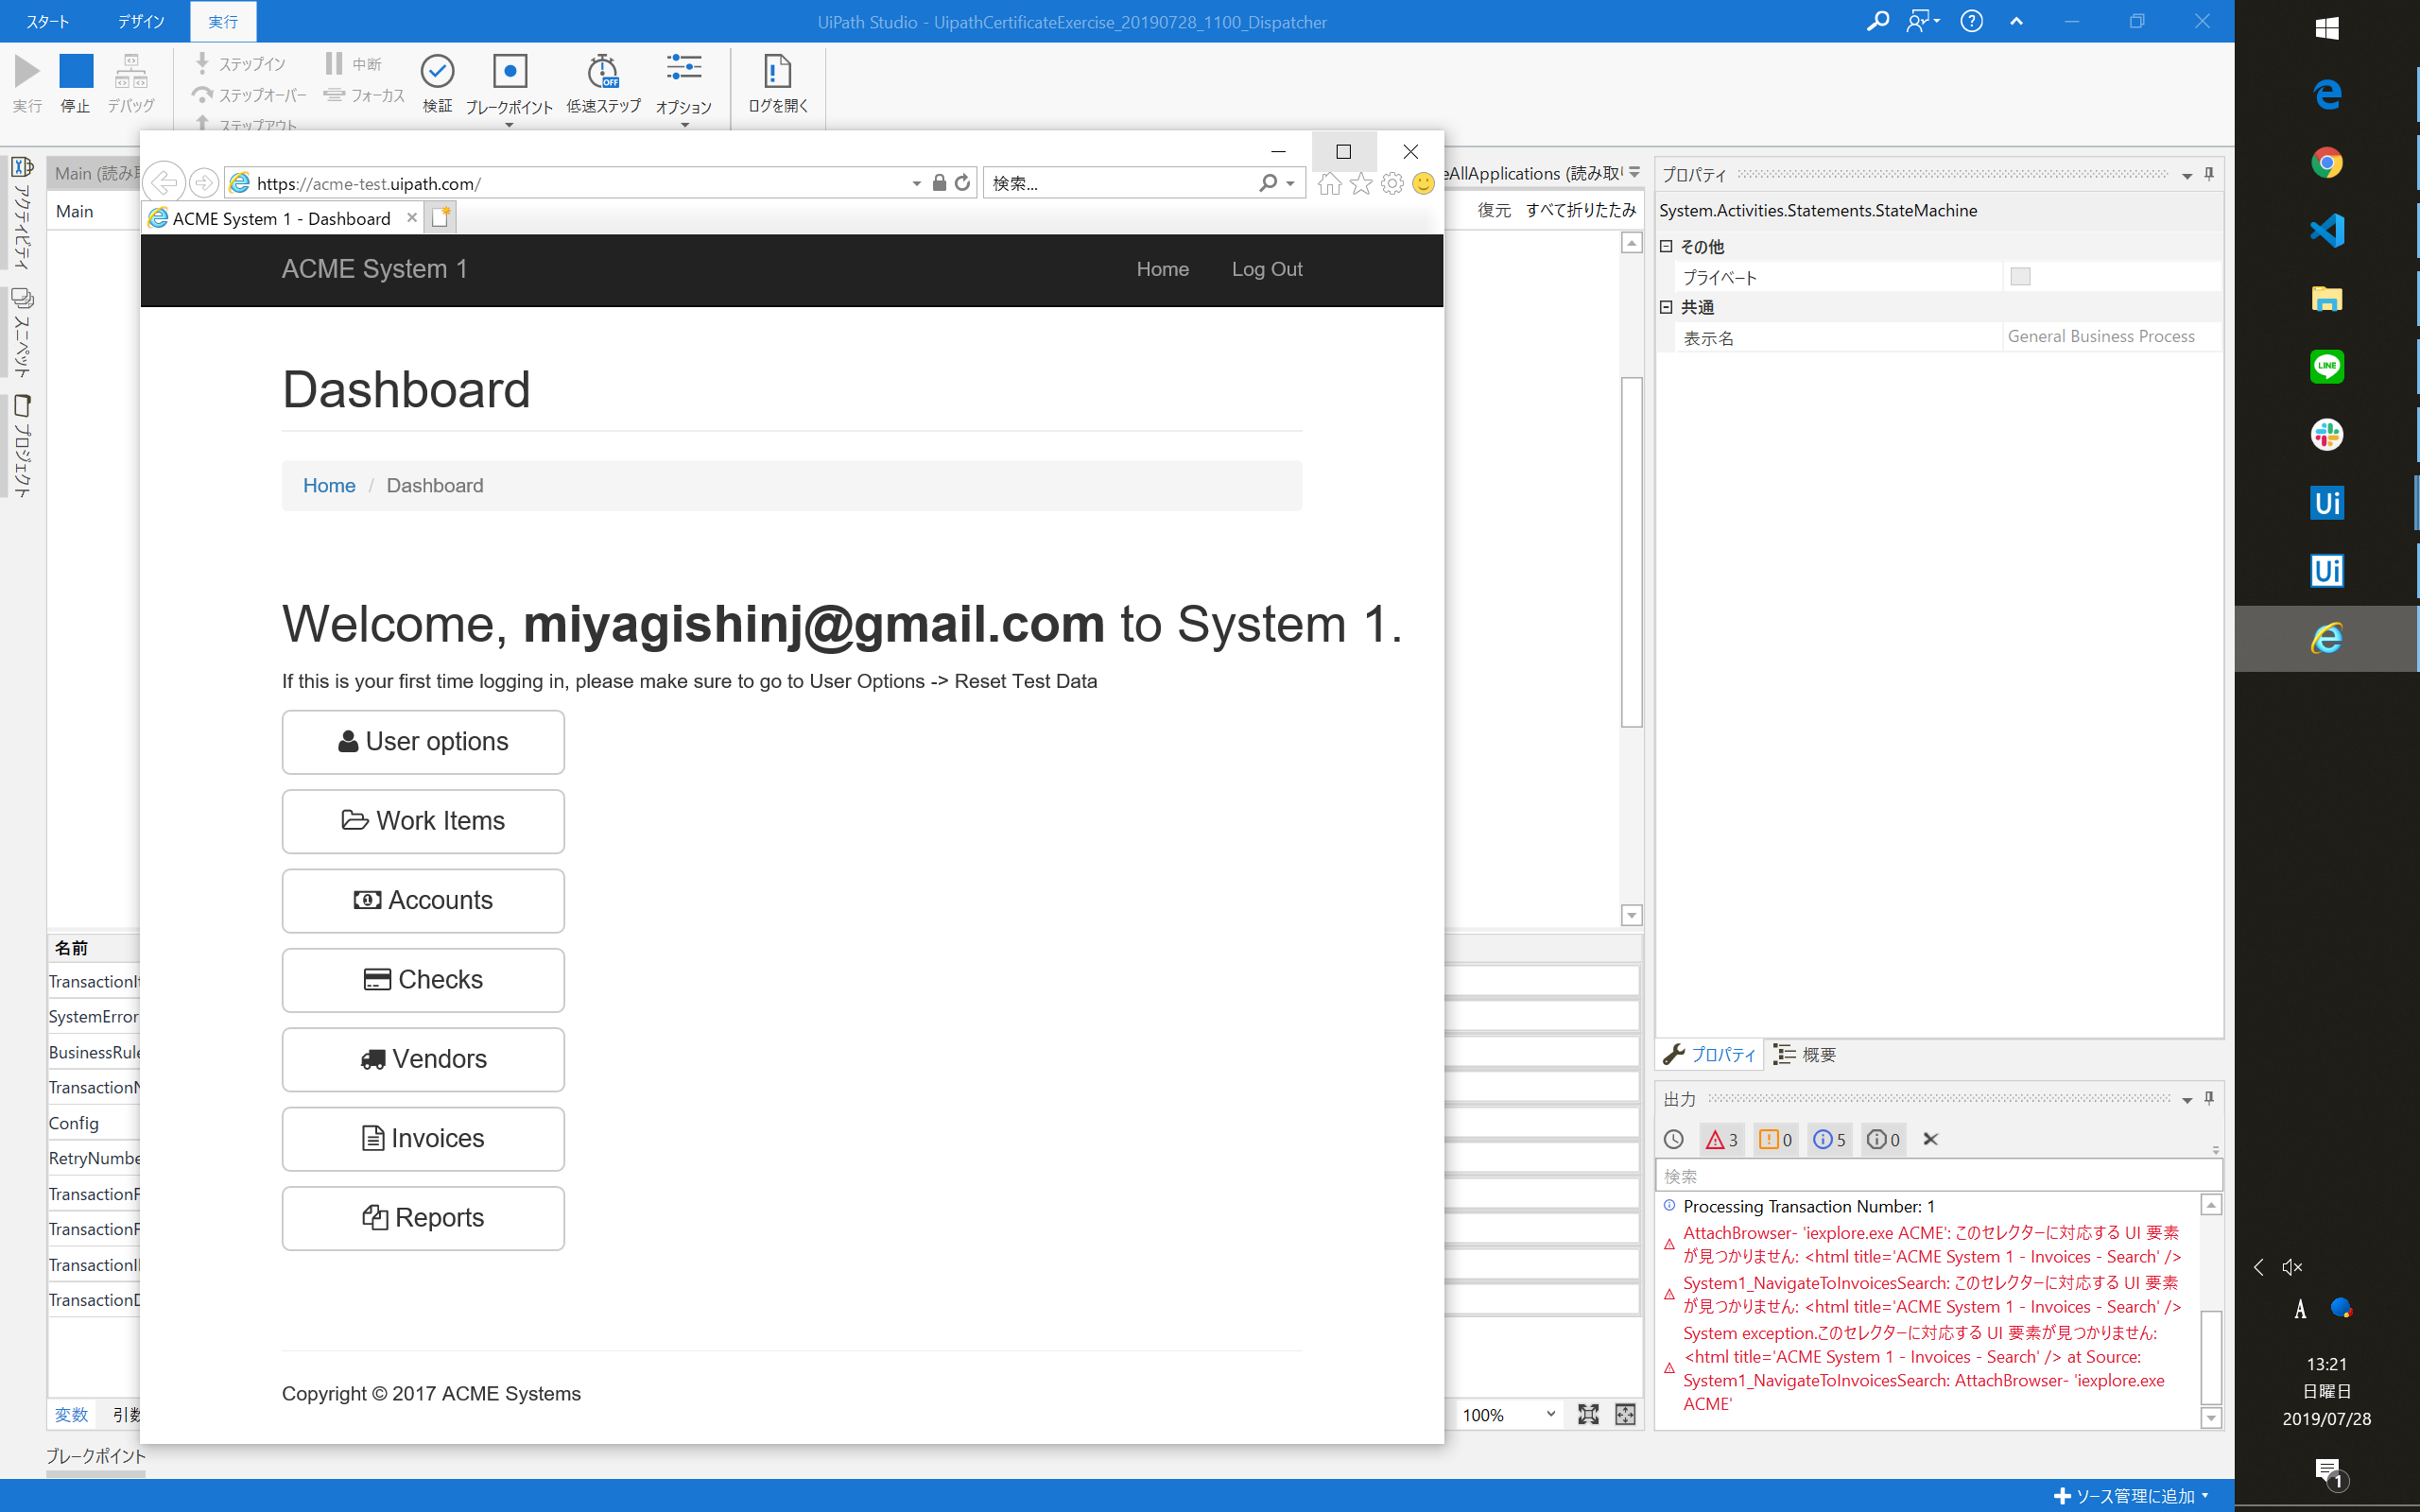 スタート デザイン 実行 UiPath Studio - UipathCertificateExercise_20190728_1100_Dispatcher
実行 停止 デバッグ
ステップイン 中断
ステップオーバー フォーカス
ステップアウト
検証 ブレークポイント 低速ステップ オプション ログを開く
OFF
アクティビティ
スニペット
プロジェクト
Main (読み取
Main
https://acme-test.uipath.com/ 検索...
ACME System 1 - Dashboard
eAllApplications (読み取り
復元 すべて折りたたみ
ACME System 1 Home Log Out
Dashboard
Home / Dashboard
Welcome, miyagishinj@gmail.com to System 1.
If this is your first time logging in, please make sure to go to User Options -> Reset Test Data
User options
Work Items
Accounts
Checks
Vendors
Invoices
Reports
Copyright © 2017 ACME Systems
名前
TransactionIt
SystemError
BusinessRule
TransactionN
Config
RetryNumbe
TransactionF
TransactionF
TransactionI
TransactionD
変数 引数
100%
ブレークポイント
プロパティ
System.Activities.Statements.StateMachine
その他
プライベート
共通
表示名 General Business Process
プロパティ 概要
出力
3 0 5 0
検索
Processing Transaction Number: 1
AttachBrowser- 'iexplore.exe ACME': このセレクターに対応する UI 要素
が見つかりません: <html title='ACME System 1 - Invoices - Search' />
System1_NavigateToInvoicesSearch: このセレクターに対応する UI 要素
が見つかりません: <html title='ACME System 1 - Invoices - Search' />
System exception.このセレクターに対応する UI 要素が見つかりません:
<html title='ACME System 1 - Invoices - Search' /> at Source:
System1_NavigateToInvoicesSearch: AttachBrowser- 'iexplore.exe
ACME'
ソース管理に追加
LINE
Ui
Ui
A
13:21
日曜日
2019/07/28
1